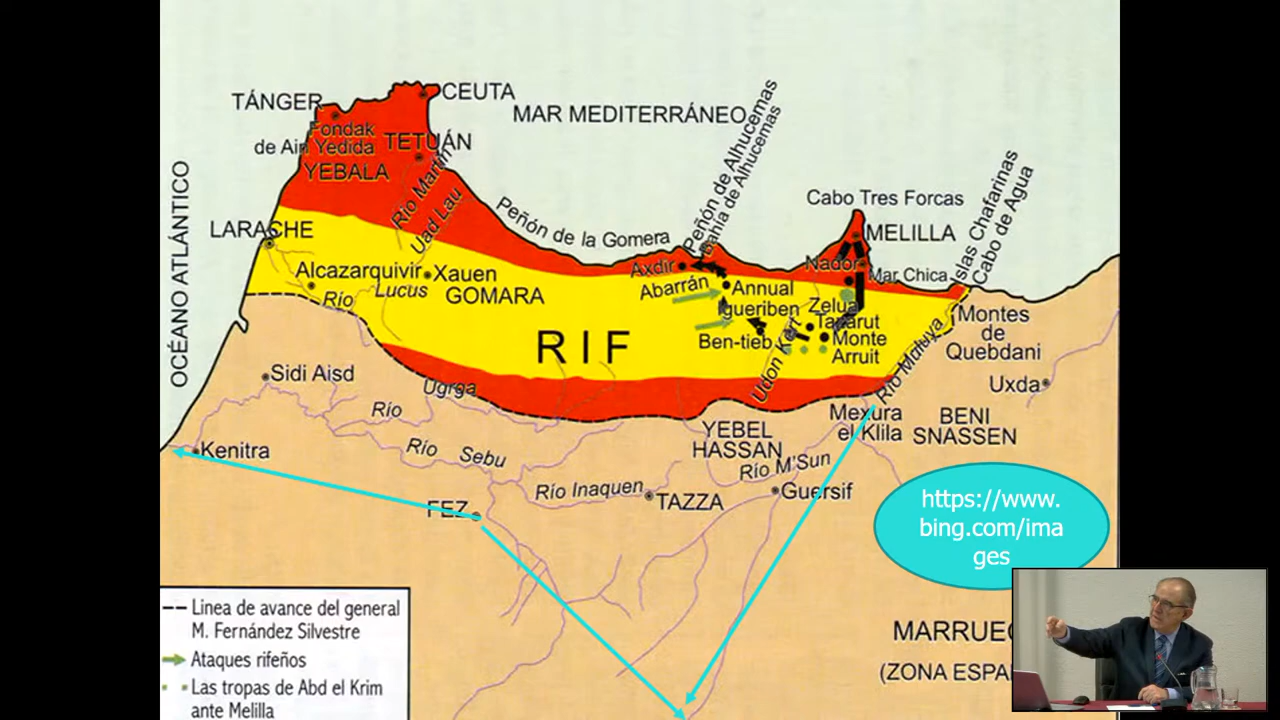 CEUTA
TÁNGER
MAR MEDITERRÁNEO
Fondak
de Ain Yedida
TETUÁN
YEBALA
Río Martín
Uad Lau
OCÉANO ATLÁNTICO
LARACHE
Peñón de la Gomera
Peñón de Alhucemas
Bahía de Alhucemas
Cabo Tres Forcas
MELILLA
Islas Chafarinas
Cabo de Agua
Axdir
Nador
Mar Chica
Alcazarquivir
Xauen
Río Lucus
GOMARA
Abarrán
Annual
Igueriben
Zelua
Ben-tieb
Monte
Arruit
RIF
Río Muluya
Montes
de
Quebdani
Sidi Aisd
Ugrga
Uxda
Río
Mexura
el Klila
BENI
SNASSEN
YEBEL
HASSAN
Kenitra
Río Sebu
Río M'Sun
Río Inaquen
TAZZA
Guersif
FEZ
https://www.
bing.com/ima
ges
Linea de avance del general
M. Fernández Silvestre
Ataques rifeños
Las tropas de Abd el Krim
ante Melilla
MARRUEC
(ZONA ESPA